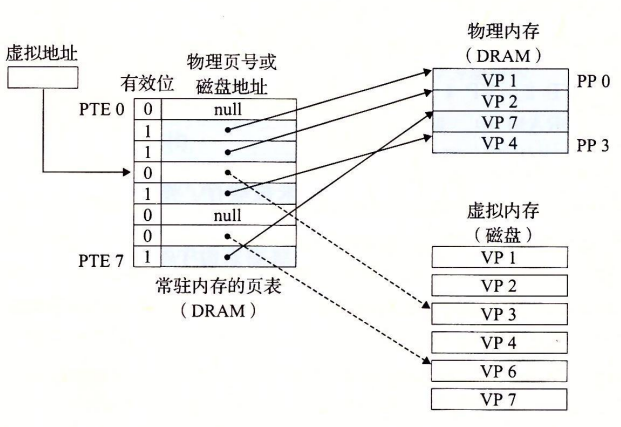 虚拟地址
物理页号或
有效位 磁盘地址
PTE 0 0 null
1
1
0
1
0 null
0
PTE 7 1
常驻内存的页表
（DRAM）
物理内存
（DRAM）
VP 1 PP 0
VP 2
VP 7
VP 4 PP 3
虚拟内存
（磁盘）
VP 1
VP 2
VP 3
VP 4
VP 6
VP 7